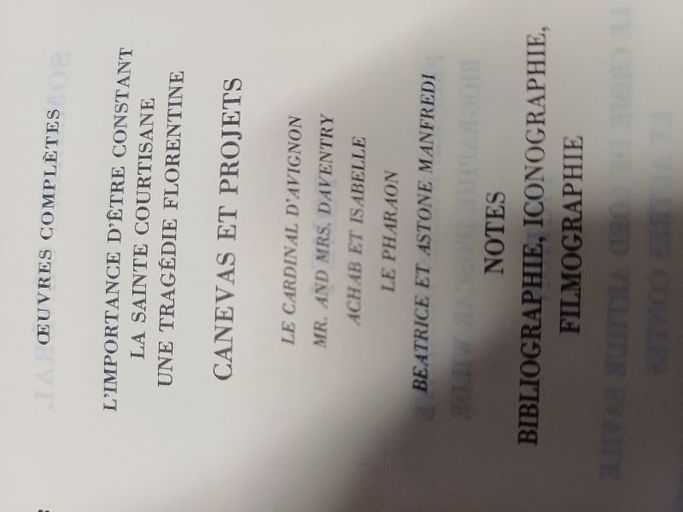 ŒUVRES COMPLÈTES
L'IMPORTANCE D'ÊTRE CONSTANT
LA SAINTE COURTISANE
UNE TRAGÉDIE FLORENTINE
CANEVAS ET PROJETS
LE CARDINAL D'AVIGNON
MR. AND MRS. DAVENTRY
ACHAB ET ISABELLE
LE PHARAON
BEATRICE ET ASTONE MANFREDI
NOTES
BIBLIOGRAPHIE, ICONOGRAPHIE,
FILMOGRAPHIE